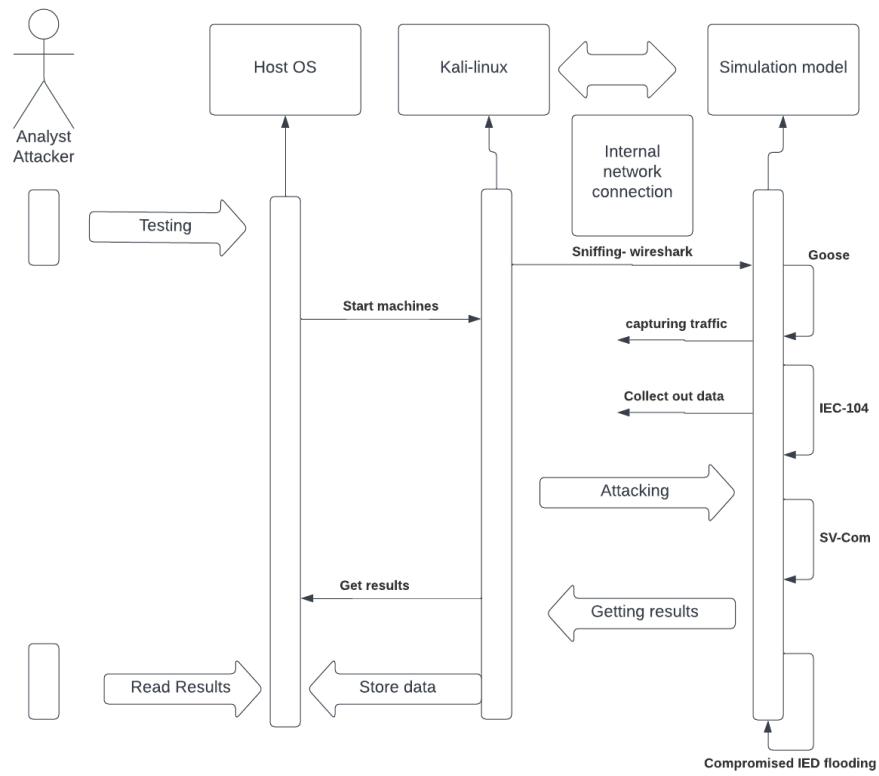 Host OS
Kali-linux
Simulation model
Analyst
Attacker
Internal
network
connection
Testing
Sniffing- wireshark
Goose
Start machines
capturing traffic
Collect out data
IEC-104
Attacking
SV-Com
Get results
Getting results
Read Results
Store data
Compromised IED flooding